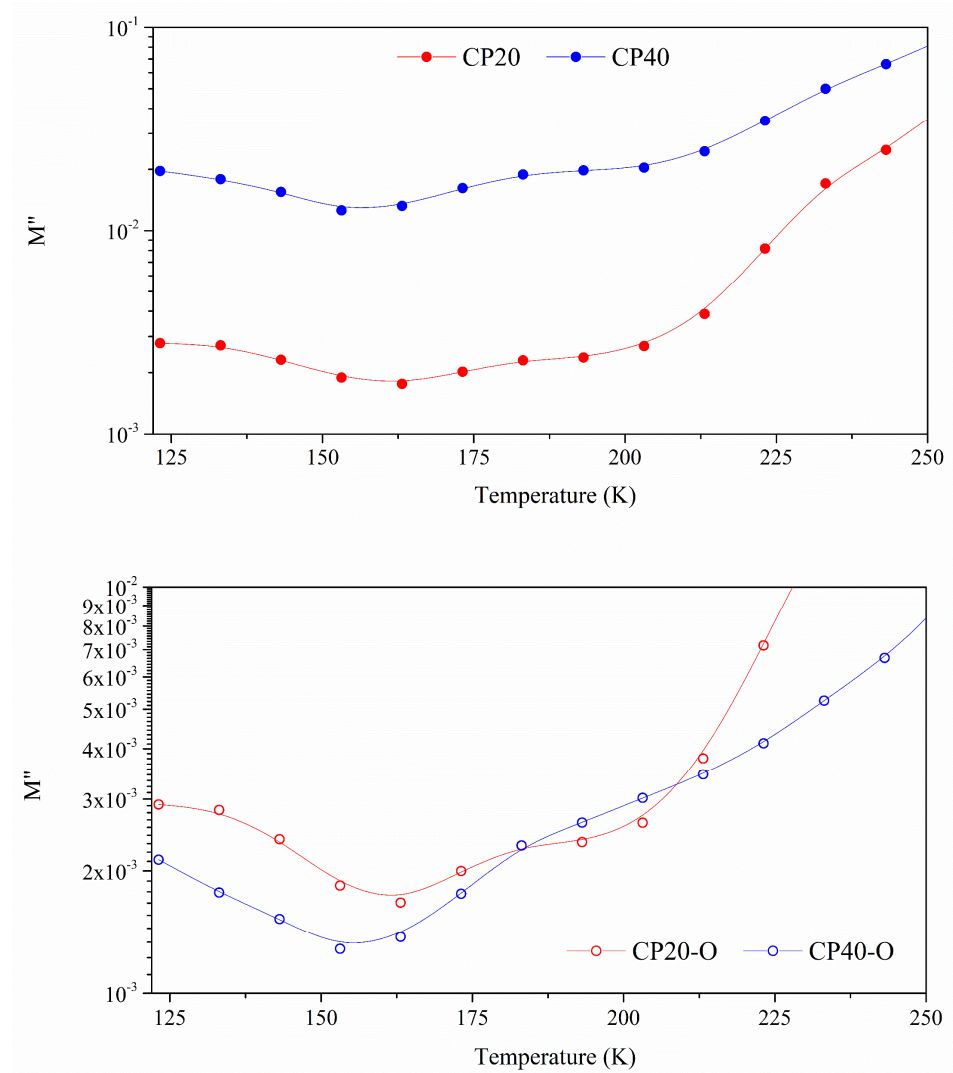 10⁻¹
CP20 CP40
M"
10⁻²
10⁻³
125 150 175 200 225 250
Temperature (K)
10⁻²
9x10⁻³
8x10⁻³
7x10⁻³
6x10⁻³
5x10⁻³
4x10⁻³
M"
3x10⁻³
2x10⁻³
CP20-O CP40-O
10⁻³
125 150 175 200 225 250
Temperature (K)